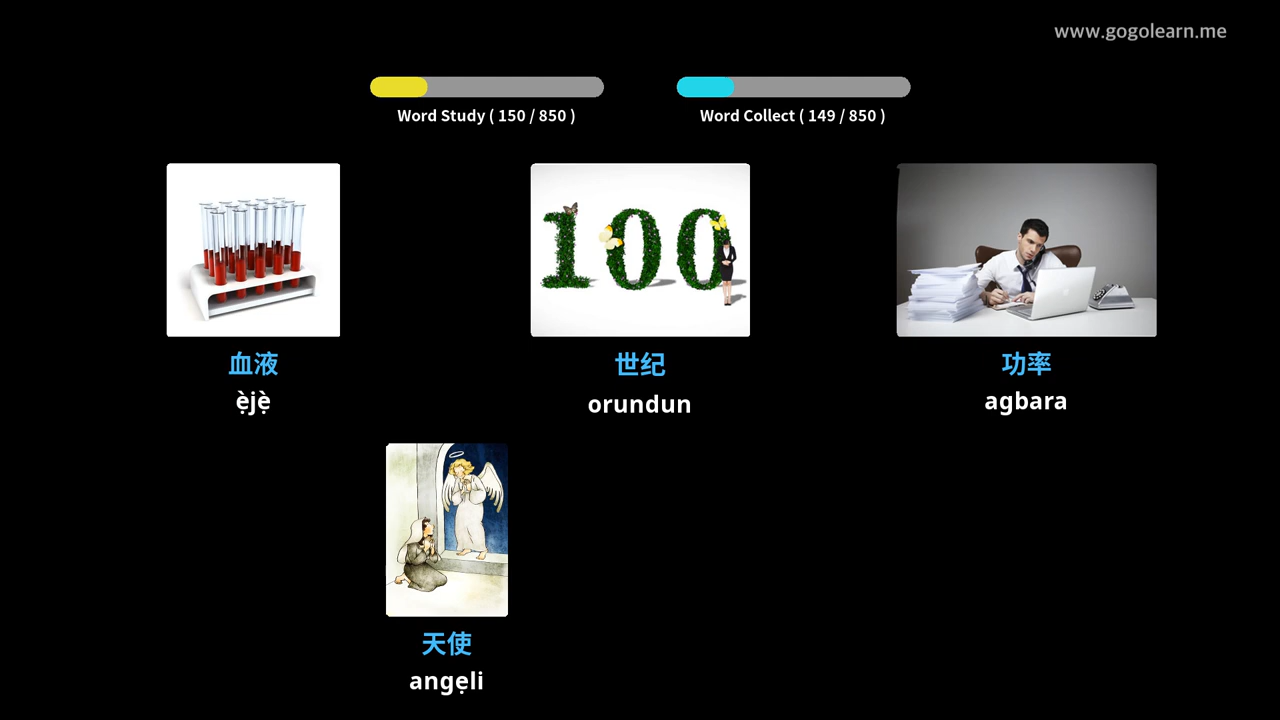 www.gogolearn.me
Word Study ( 150 / 850 )
Word Collect ( 149 / 850 )
100
血液
ẹ̀jẹ̀
世纪
orundun
功率
agbara
天使
angẹli